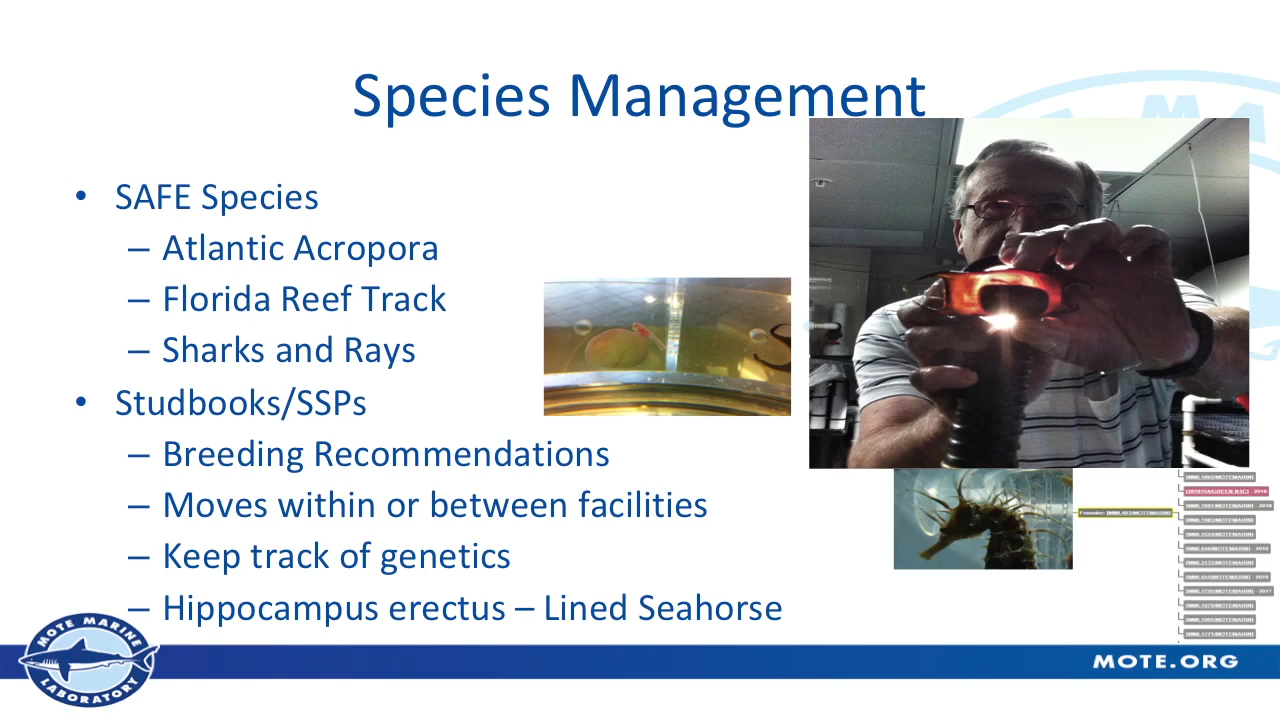 Species Management
• SAFE Species
– Atlantic Acropora
– Florida Reef Track
– Sharks and Rays
• Studbooks/SSPs
– Breeding Recommendations
– Moves within or between facilities
– Keep track of genetics
– Hippocampus erectus – Lined Seahorse
MOTE MARINE
LABORATORY
MOTE.ORG